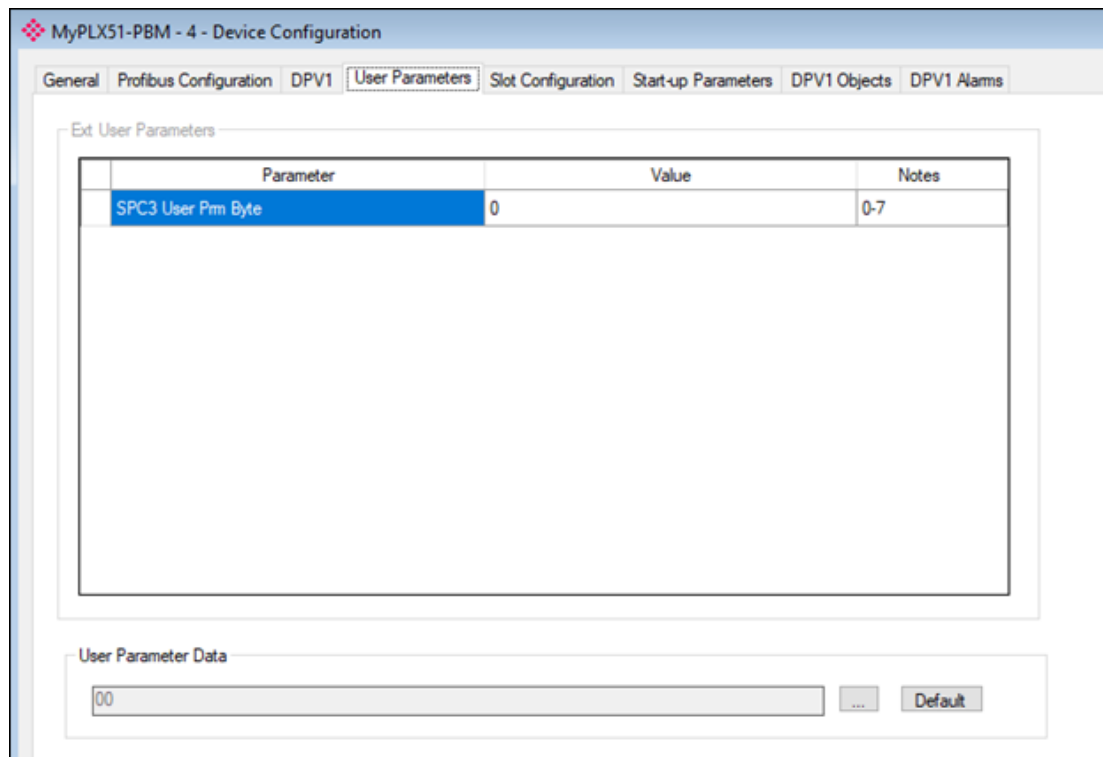 MyPLX51-PBM - 4 - Device Configuration
General Profibus Configuration DPV1 User Parameters Slot Configuration Start-up Parameters DPV1 Objects DPV1 Alarms
Ext User Parameters
Parameter Value Notes
SPC3 User Prm Byte 0 0-7
User Parameter Data
00 ... Default